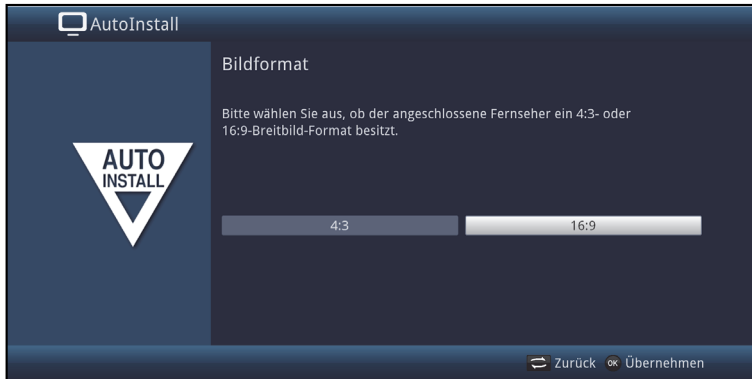 AutoInstall
Bildformat
Bitte wählen Sie aus, ob der angeschlossene Fernseher ein 4:3- oder
16:9-Breitbild-Format besitzt.
AUTO
INSTALL
4:3
16:9
Zurück OK Übernehmen